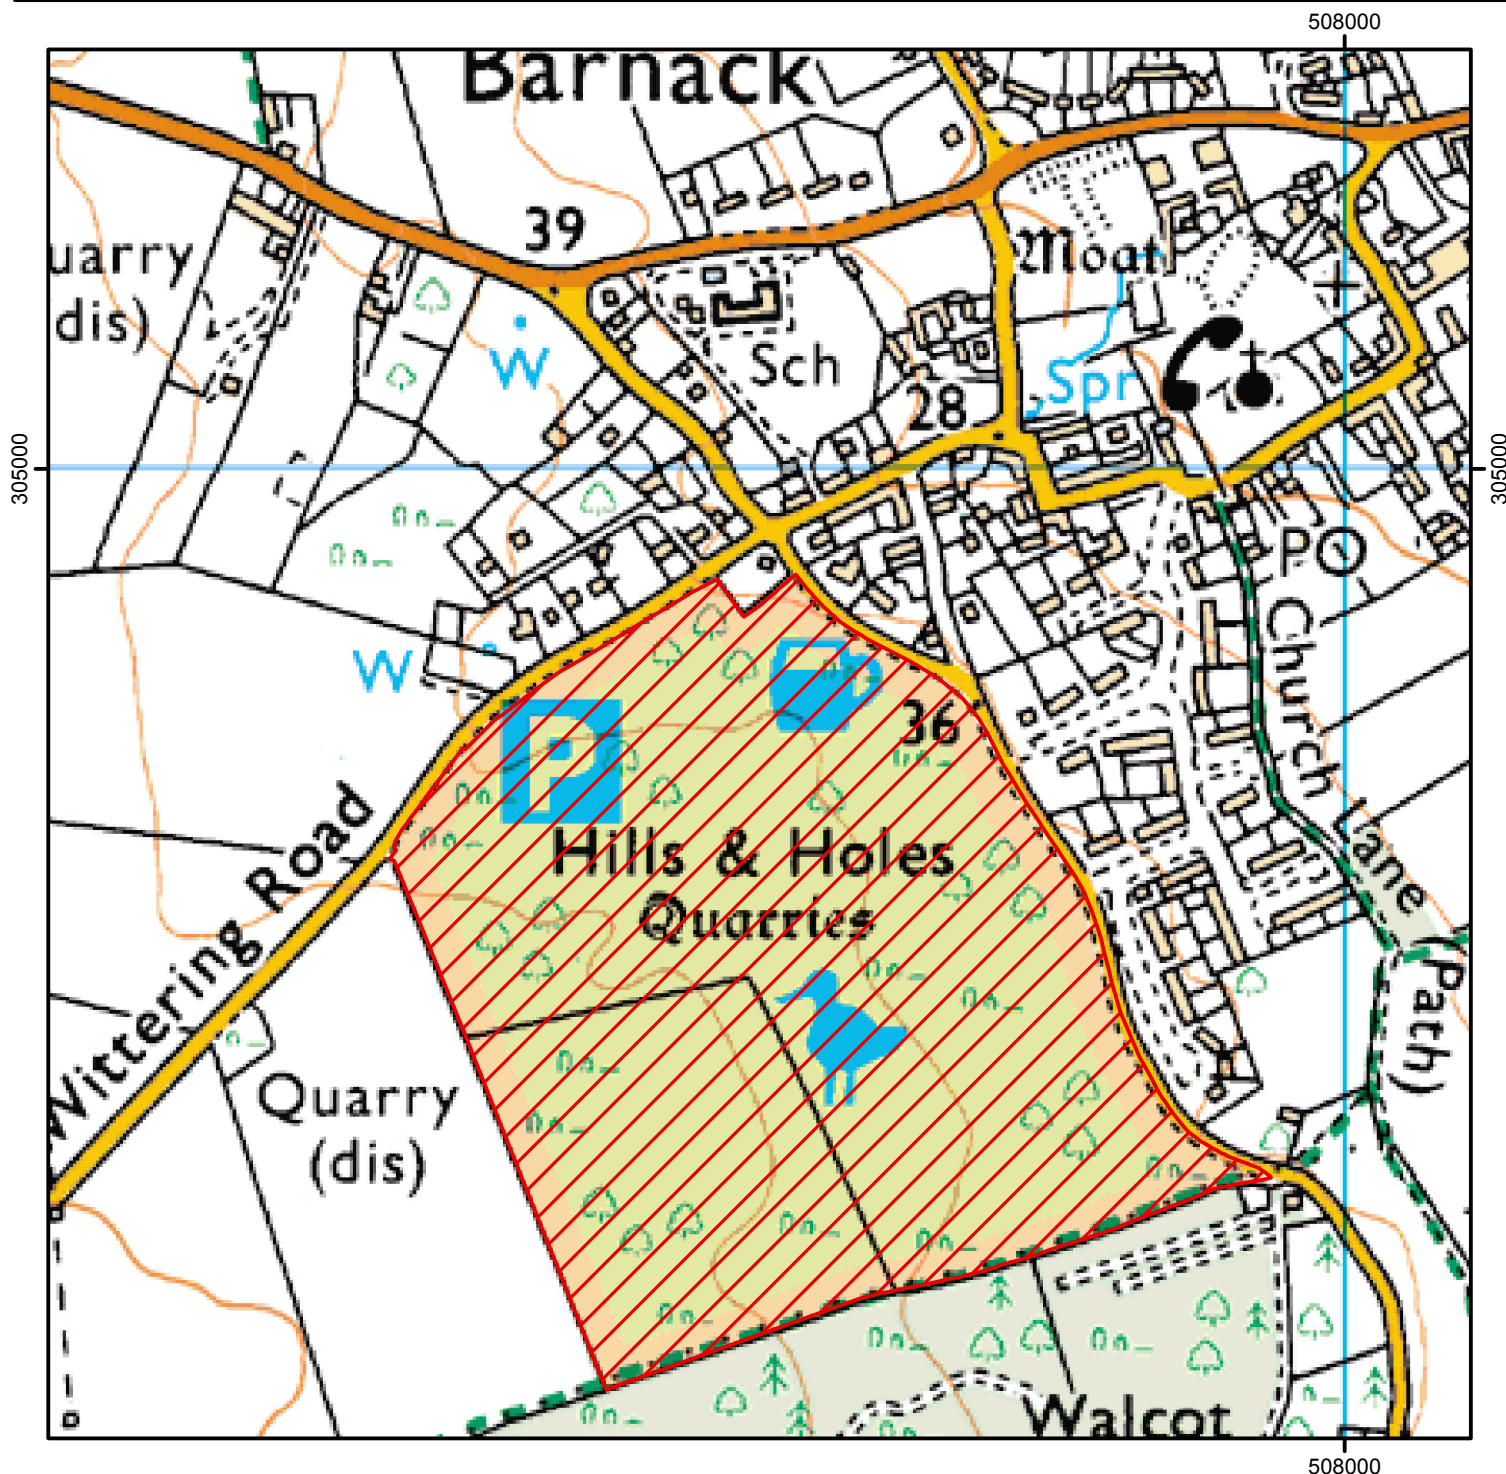 508000
Barnack
39
uarry
(dis)
Moat
W
Sch
Spr
28
305000
305000
PO
W
Church Lane
(Path)
P
36
Hills & Holes
Quarries
Wittering Road
Quarry
(dis)
Walcot
508000